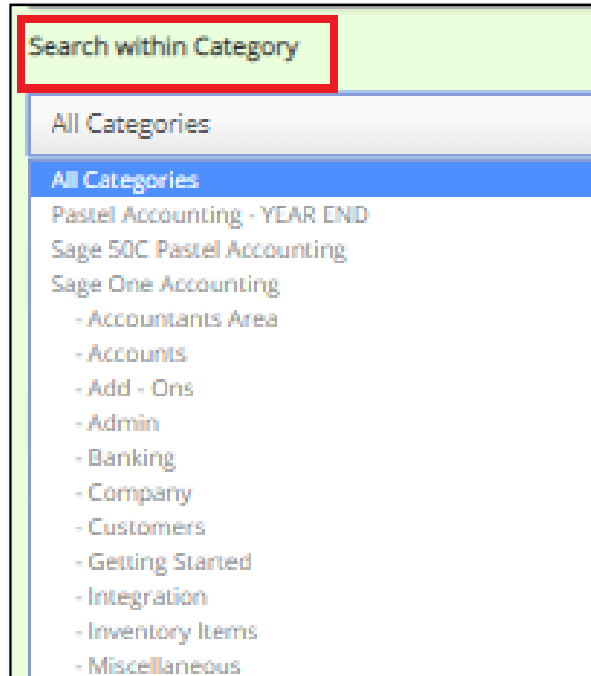 Search within Category
All Categories
All Categories
Pastel Accounting - YEAR END
Sage 50C Pastel Accounting
Sage One Accounting
- Accountants Area
- Accounts
- Add - Ons
- Admin
- Banking
- Company
- Customers
- Getting Started
- Integration
- Inventory Items
- Miscellaneous